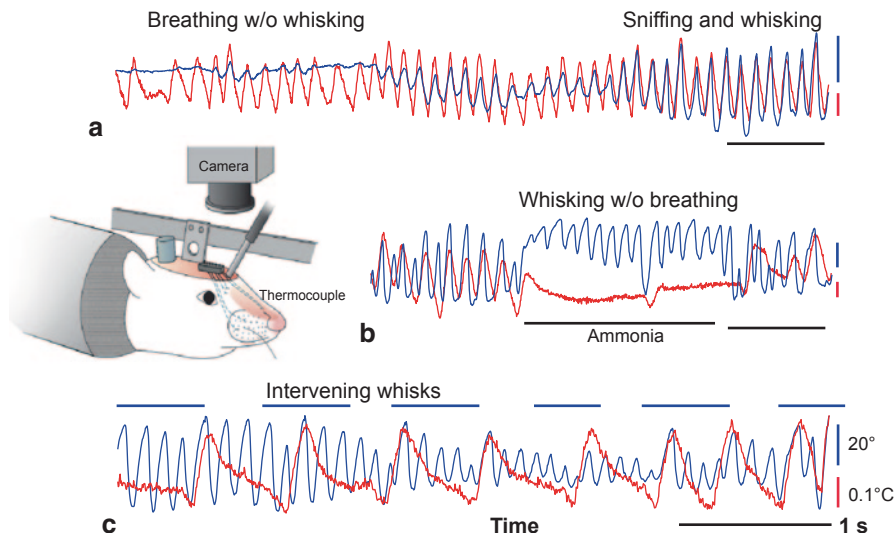 Breathing w/o whisking
Sniffing and whisking
a
Camera
Thermocouple
Whisking w/o breathing
Ammonia
b
Intervening whisks
20°
0.1°C
c
Time
1 s